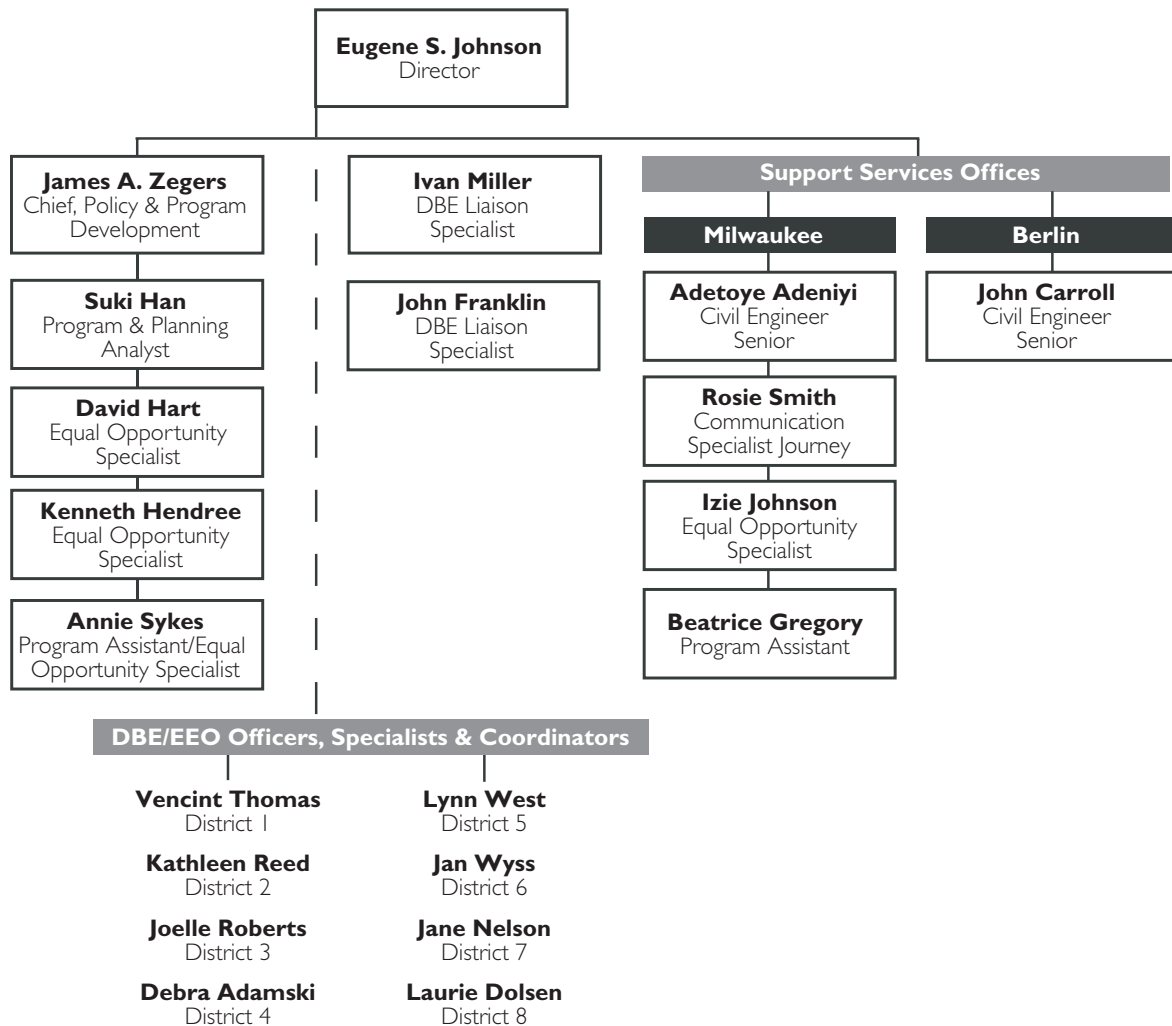 Eugene S. Johnson
Director
James A. Zegers
Chief, Policy & Program
Development
Suki Han
Program & Planning
Analyst
David Hart
Equal Opportunity
Specialist
Kenneth Hendree
Equal Opportunity
Specialist
Annie Sykes
Program Assistant/Equal
Opportunity Specialist
Ivan Miller
DBE Liaison
Specialist
John Franklin
DBE Liaison
Specialist
Support Services Offices
Milwaukee
Adetoye Adeniyi
Civil Engineer
Senior
Rosie Smith
Communication
Specialist Journey
Izie Johnson
Equal Opportunity
Specialist
Beatrice Gregory
Program Assistant
Berlin
John Carroll
Civil Engineer
Senior
DBE/EEO Officers, Specialists & Coordinators
Vencint Thomas
District 1
Kathleen Reed
District 2
Joelle Roberts
District 3
Debra Adamski
District 4
Lynn West
District 5
Jan Wyss
District 6
Jane Nelson
District 7
Laurie Dolsen
District 8